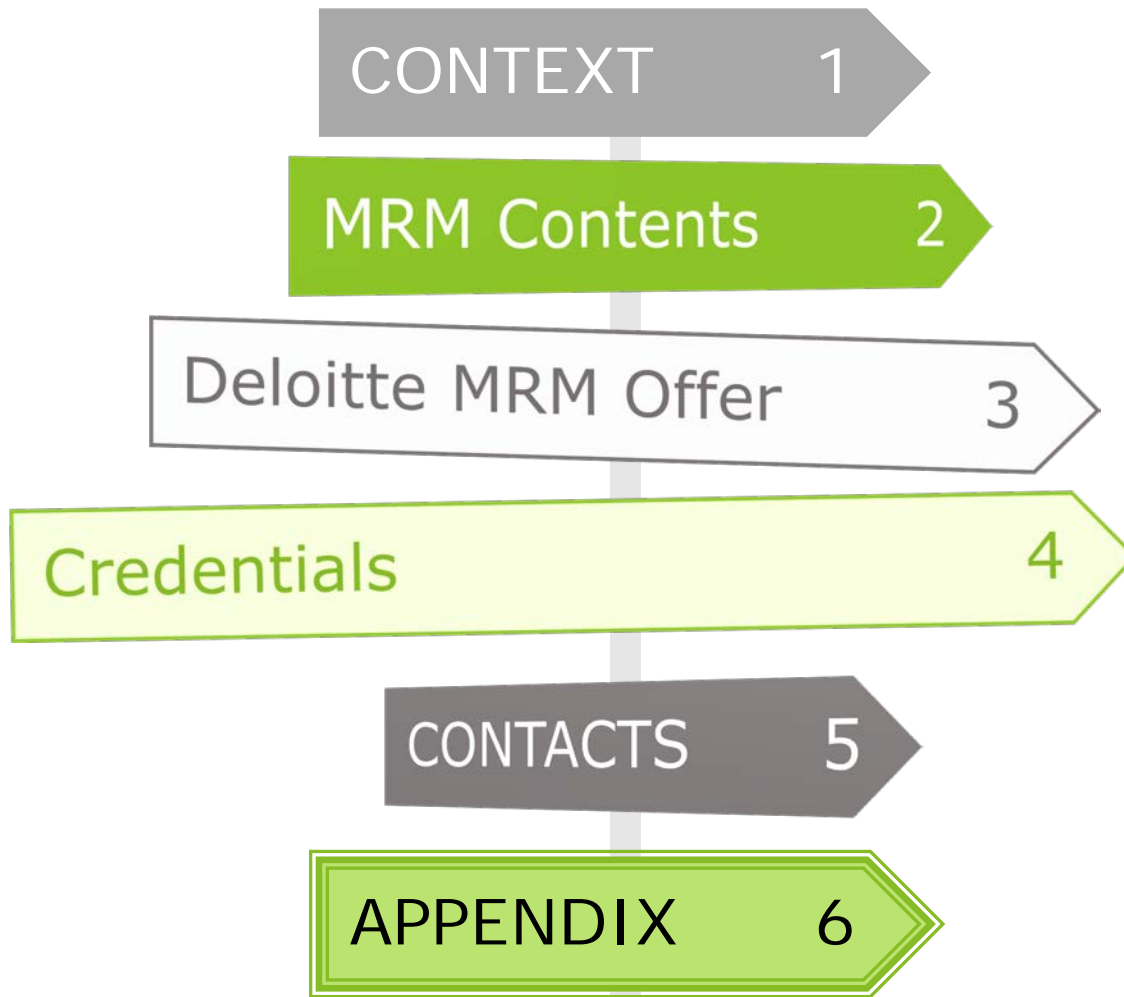 CONTEXT 1
MRM Contents 2
Deloitte MRM Offer 3
Credentials 4
CONTACTS 5
APPENDIX 6